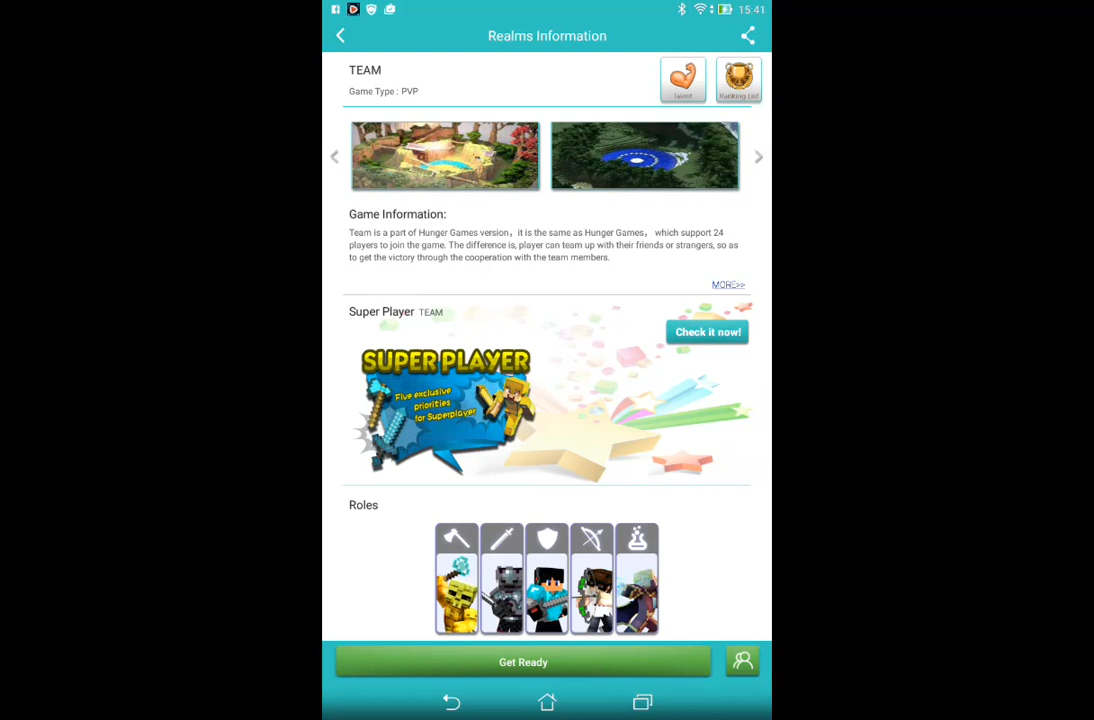 15:41
Realms Information
TEAM
Game Type : PVP
Talent
Ranking List
Game Information:
Team is a part of Hunger Games version，it is the same as Hunger Games， which support 24
players to join the game. The difference is, player can team up with their friends or strangers, so as
to get the victory through the cooperation with the team members.
MORE>>
Super Player TEAM
Check it now!
SUPER PLAYER
Five exclusive
priorities
for Superplayer
Roles
Get Ready